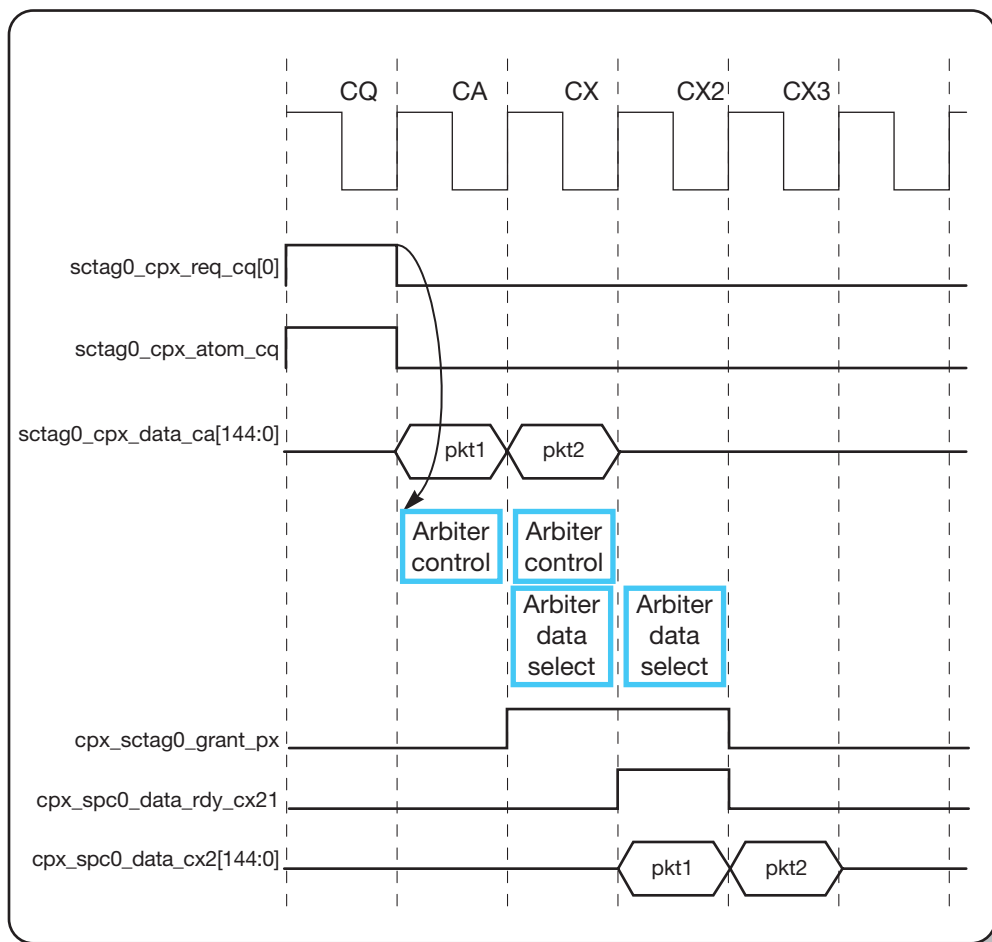 CQ CA CX CX2 CX3
sctag0_cpx_req_cq[0]
sctag0_cpx_atom_cq
sctag0_cpx_data_ca[144:0]
pkt1 pkt2
Arbiter
control
Arbiter
control
Arbiter
data
select
Arbiter
data
select
cpx_sctag0_grant_px
cpx_spc0_data_rdy_cx21
cpx_spc0_data_cx2[144:0]
pkt1 pkt2